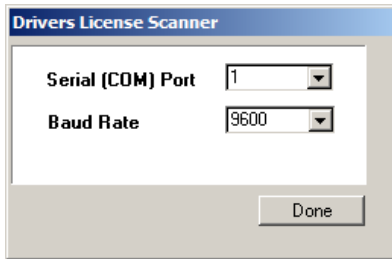 Drivers License Scanner
Serial (COM) Port 1
Baud Rate 9600
Done